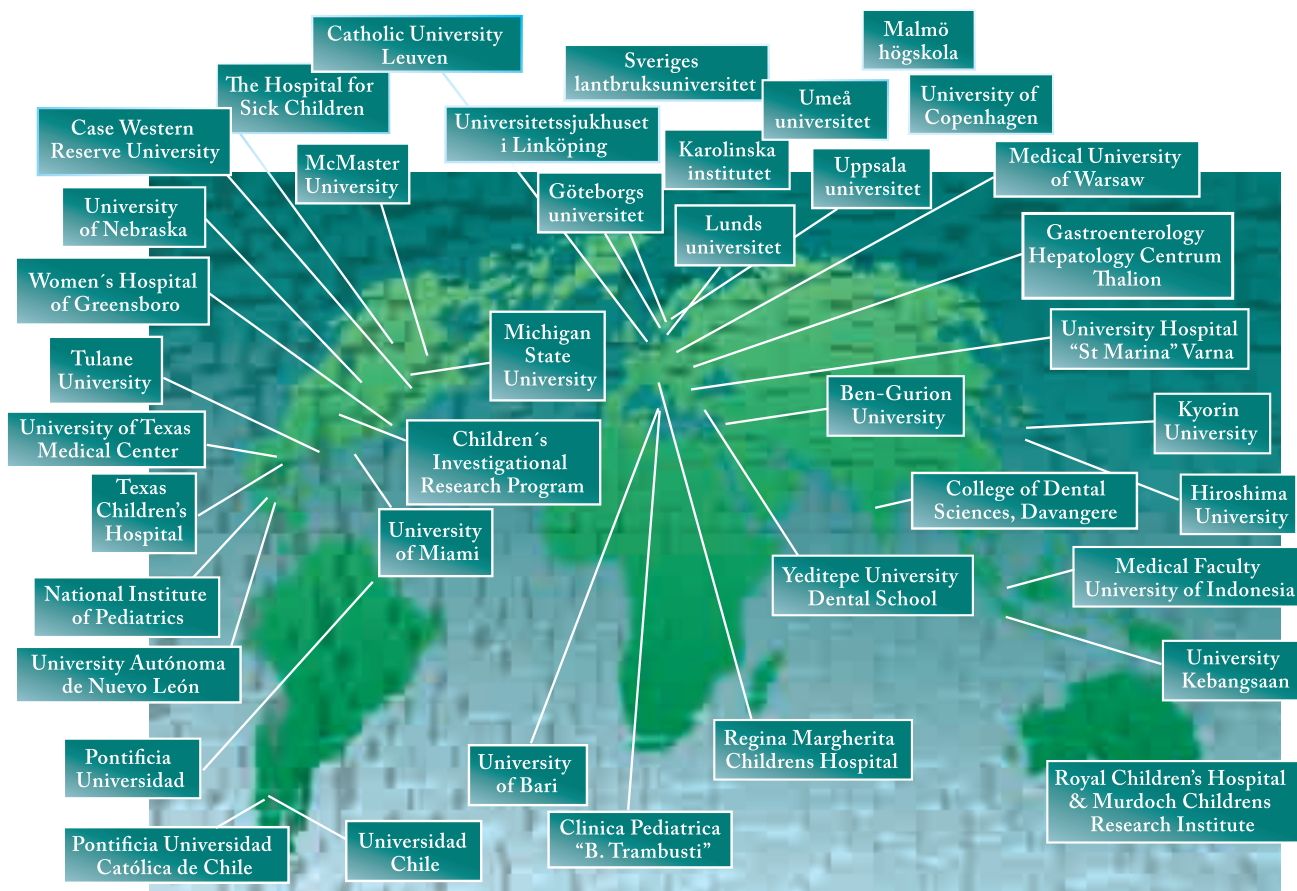 Catholic University
Leuven
Malmö
högskola
Sveriges
lantbruksuniversitet
The Hospital for
Sick Children
Umeå
universitet
University of
Copenhagen
Case Western
Reserve University
Universitetssjukhuset
i Linköping
McMaster
University
Karolinska
institutet
Uppsala
universitet
Medical University
of Warsaw
University
of Nebraska
Göteborgs
universitet
Lunds
universitet
Gastroenterology
Hepatology Centrum
Thalion
Women´s Hospital
of Greensboro
Michigan
State
University
University Hospital
“St Marina” Varna
Tulane
University
Ben-Gurion
University
Kyorin
University
University of Texas
Medical Center
Children´s
Investigational
Research Program
Texas
Children’s
Hospital
College of Dental
Sciences, Davangere
Hiroshima
University
University
of Miami
National Institute
of Pediatrics
Yeditepe University
Dental School
Medical Faculty
University of Indonesia
University Autónoma
de Nuevo León
University
Kebangsaan
Pontificia
Universidad
University
of Bari
Regina Margherita
Childrens Hospital
Royal Children’s Hospital
& Murdoch Childrens
Research Institute
Pontificia Universidad
Católica de Chile
Universidad
Chile
Clinica Pediatrica
“B. Trambusti”